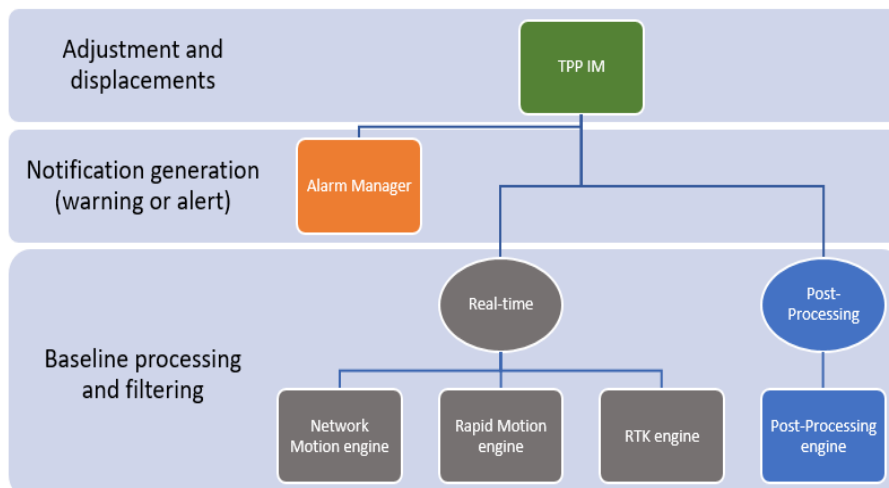 Adjustment and
displacements
TPP IM
Notification generation
(warning or alert)
Alarm Manager
Baseline processing
and filtering
Real-time
Post-
Processing
Network
Motion engine
Rapid Motion
engine
RTK engine
Post-Processing
engine